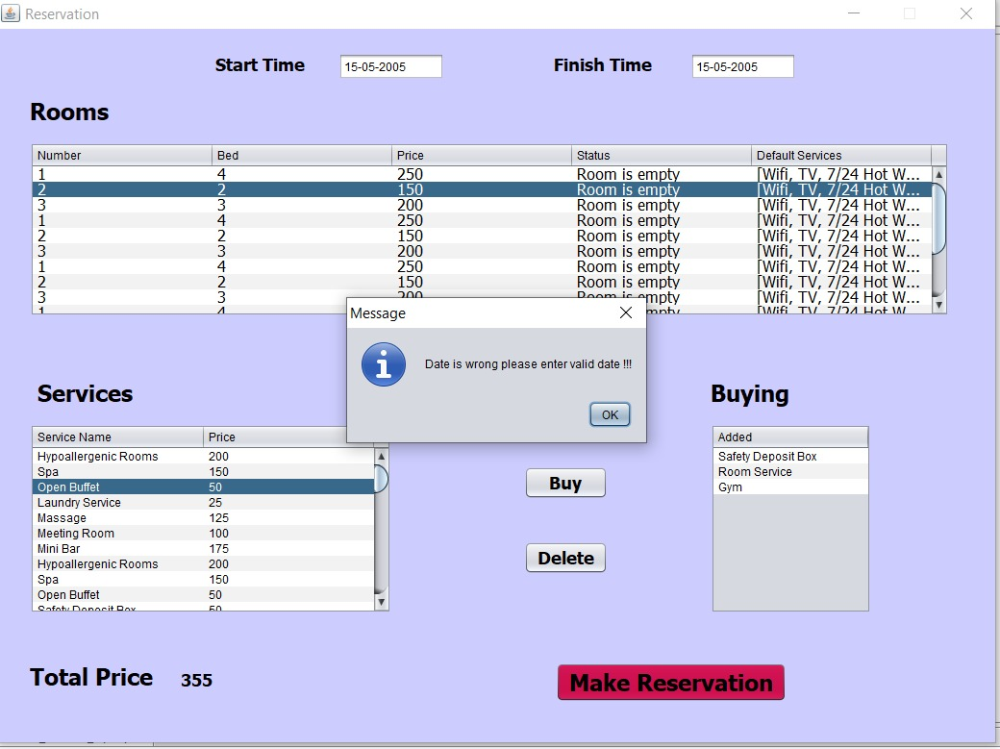 Reservation
Start Time 15-05-2005 Finish Time 15-05-2005
Rooms
Number Bed Price Status Default Services
1 4 250 Room is empty [Wifi, TV, 7/24 Hot W...
2 2 150 Room is empty [Wifi, TV, 7/24 Hot W...
3 3 200 Room is empty [Wifi, TV, 7/24 Hot W...
1 4 250 Room is empty [Wifi, TV, 7/24 Hot W...
2 2 150 Room is empty [Wifi, TV, 7/24 Hot W...
3 3 200 Room is empty [Wifi, TV, 7/24 Hot W...
1 4 250 Room is empty [Wifi, TV, 7/24 Hot W...
2 2 150 Room is empty [Wifi, TV, 7/24 Hot W...
3 3 200 Room is empty [Wifi, TV, 7/24 Hot W...
1 4 [Wifi, TV, 7/24 Hot W...
Message
Date is wrong please enter valid date !!!
OK
Services
Service Name Price
Hypoallergenic Rooms 200
Spa 150
Open Buffet 50
Laundry Service 25
Massage 125
Meeting Room 100
Mini Bar 175
Hypoallergenic Rooms 200
Spa 150
Open Buffet 50
Safety Deposit Box 50
Buy
Delete
Buying
Added
Safety Deposit Box
Room Service
Gym
Total Price 355
Make Reservation